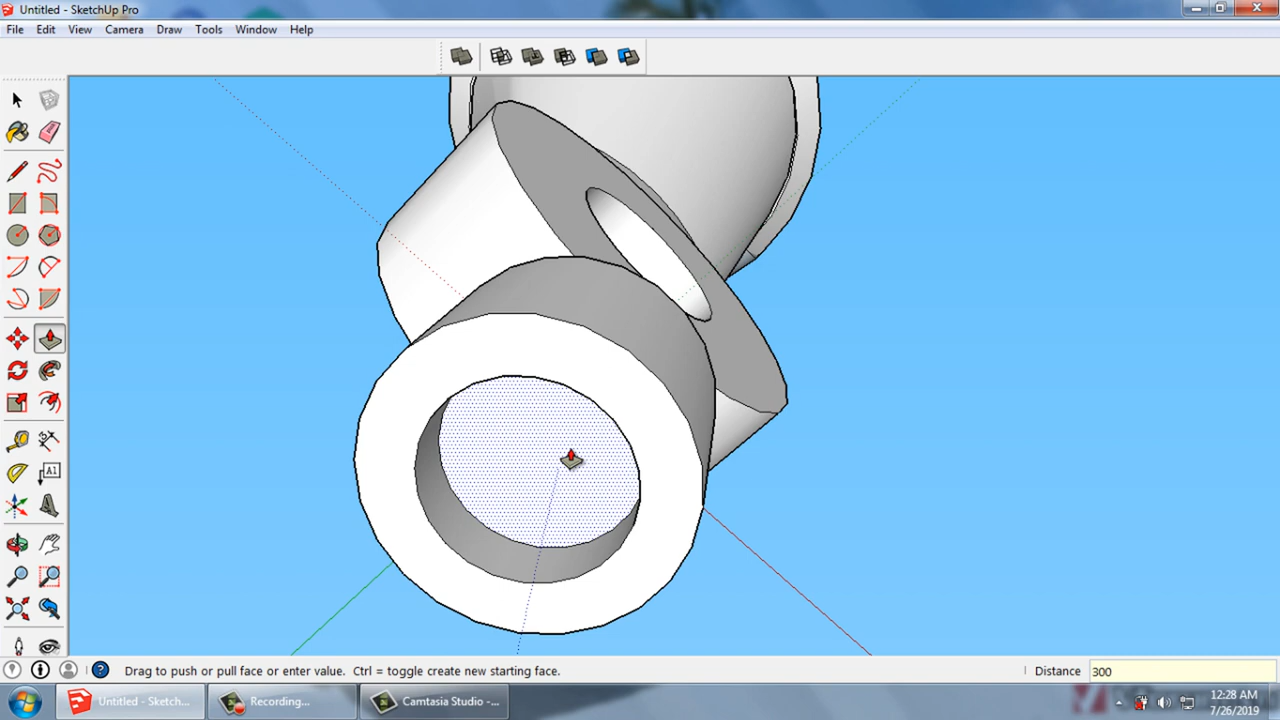 Untitled - SketchUp Pro
File Edit View Camera Draw Tools Window Help
A1
Drag to push or pull face or enter value. Ctrl = toggle create new starting face.
Distance 300
Untitled - Sketch...
Recording...
Camtasia Studio - ...
12:28 AM
7/26/2019